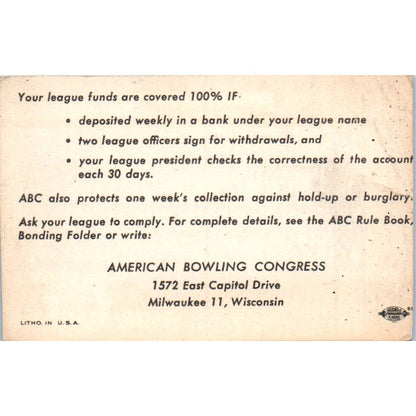 Your league funds are covered 100% IF
• deposited weekly in a bank under your league name
• two league officers sign for withdrawals, and
• your league president checks the correctness of the account
each 30 days.
ABC also protects one week's collection against hold-up or burglary.
Ask your league to comply. For complete details, see the ABC Rule Book,
Bonding Folder or write:
AMERICAN BOWLING CONGRESS
1572 East Capitol Drive
Milwaukee 11, Wisconsin
LITHO. IN U.S.A.